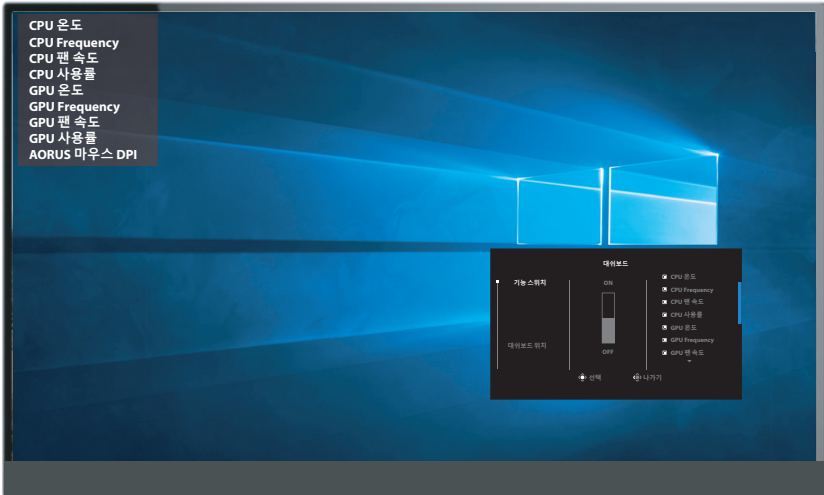 CPU 온도
CPU Frequency
CPU 팬 속도
CPU 사용률
GPU 온도
GPU Frequency
GPU 팬 속도
GPU 사용률
AORUS 마우스 DPI
대쉬보드
기능 스위치
ON
OFF
대쉬보드 위치
CPU 온도
CPU Frequency
CPU 팬 속도
CPU 사용률
GPU 온도
GPU Frequency
GPU 팬 속도
선택
나가기